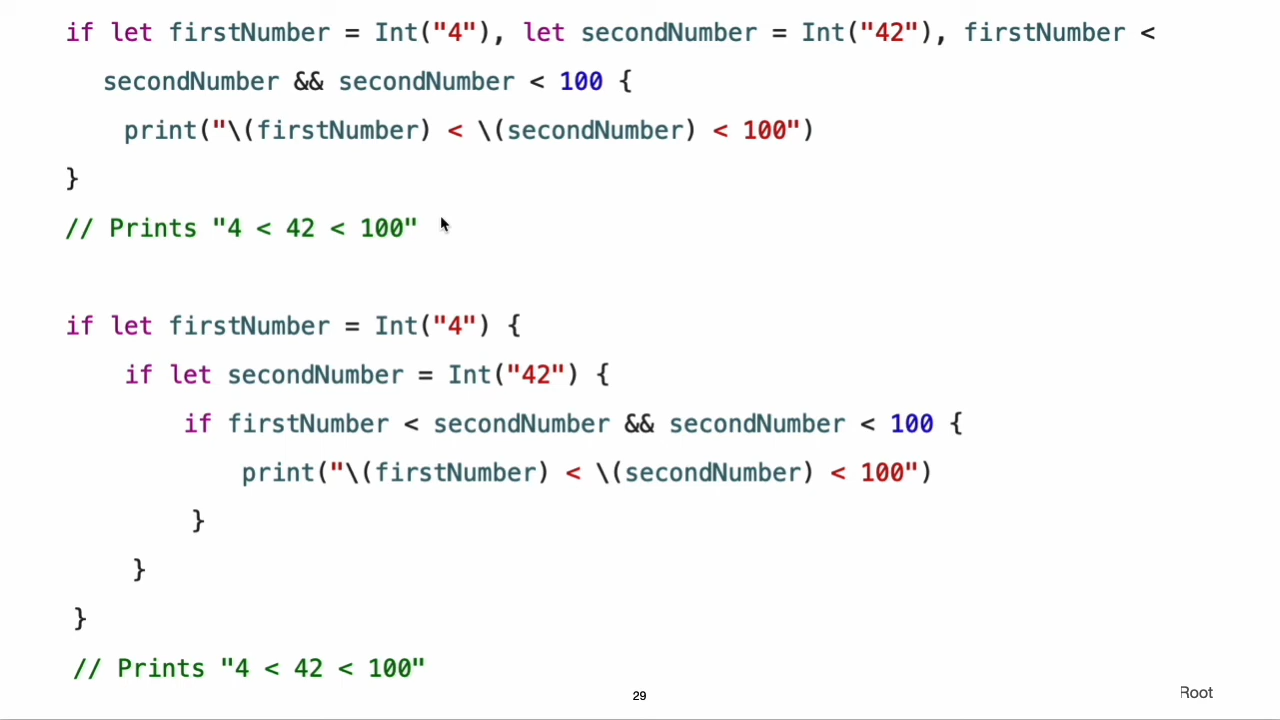 if let firstNumber = Int("4"), let secondNumber = Int("42"), firstNumber <
secondNumber && secondNumber < 100 {
print("\(firstNumber) < \(secondNumber) < 100")
}
// Prints "4 < 42 < 100"
if let firstNumber = Int("4") {
if let secondNumber = Int("42") {
if firstNumber < secondNumber && secondNumber < 100 {
print("\(firstNumber) < \(secondNumber) < 100")
}
}
}
// Prints "4 < 42 < 100"
29
Root